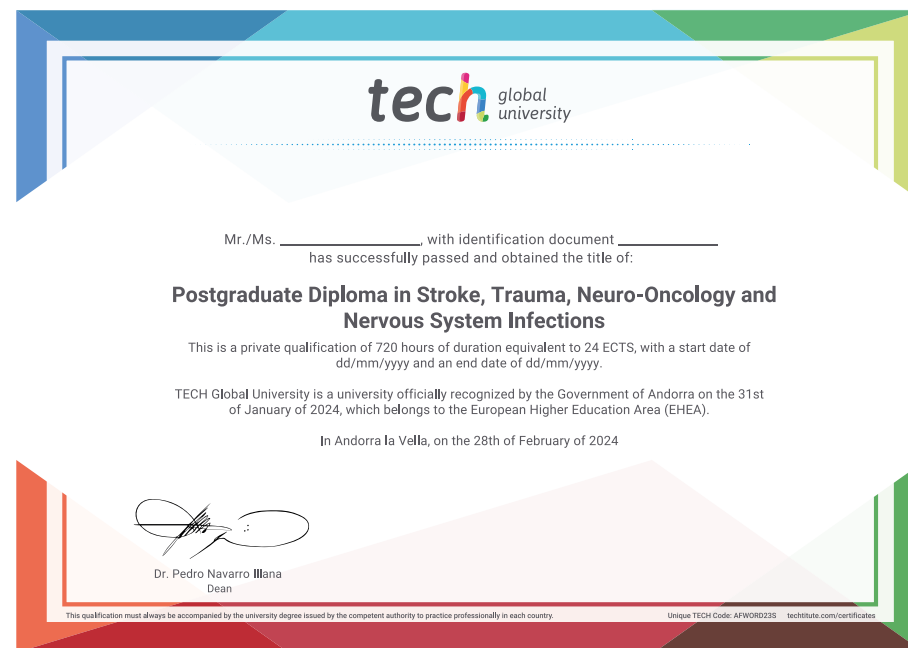 tech global
university
Mr./Ms. ____________, with identification document ____________
has successfully passed and obtained the title of:
Postgraduate Diploma in Stroke, Trauma, Neuro-Oncology and
Nervous System Infections
This is a private qualification of 720 hours of duration equivalent to 24 ECTS, with a start date of
dd/mm/yyyy and an end date of dd/mm/yyyy.
TECH Global University is a university officially recognized by the Government of Andorra on the 31st
of January of 2024, which belongs to the European Higher Education Area (EHEA).
In Andorra la Vella, on the 28th of February of 2024
Dr. Pedro Navarro Illana
Dean
This qualification must always be accompanied by the university degree issued by the competent authority to practice professionally in each country. Unique TECH Code: AFWORD23S techtitute.com/certificates